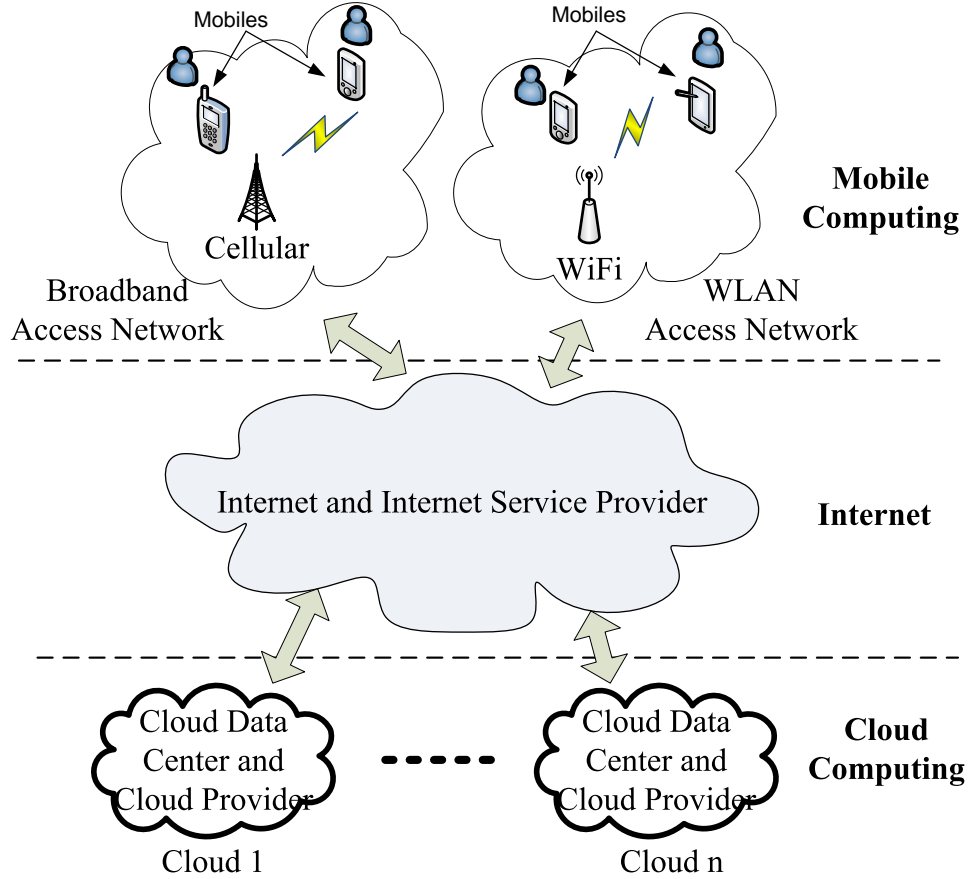 Mobiles
Mobiles
Cellular
WiFi
Mobile
Computing
Broadband
Access Network
WLAN
Access Network
Internet and Internet Service Provider
Internet
Cloud Data
Center and
Cloud Provider
Cloud 1
Cloud Data
Center and
Cloud Provider
Cloud n
Cloud
Computing